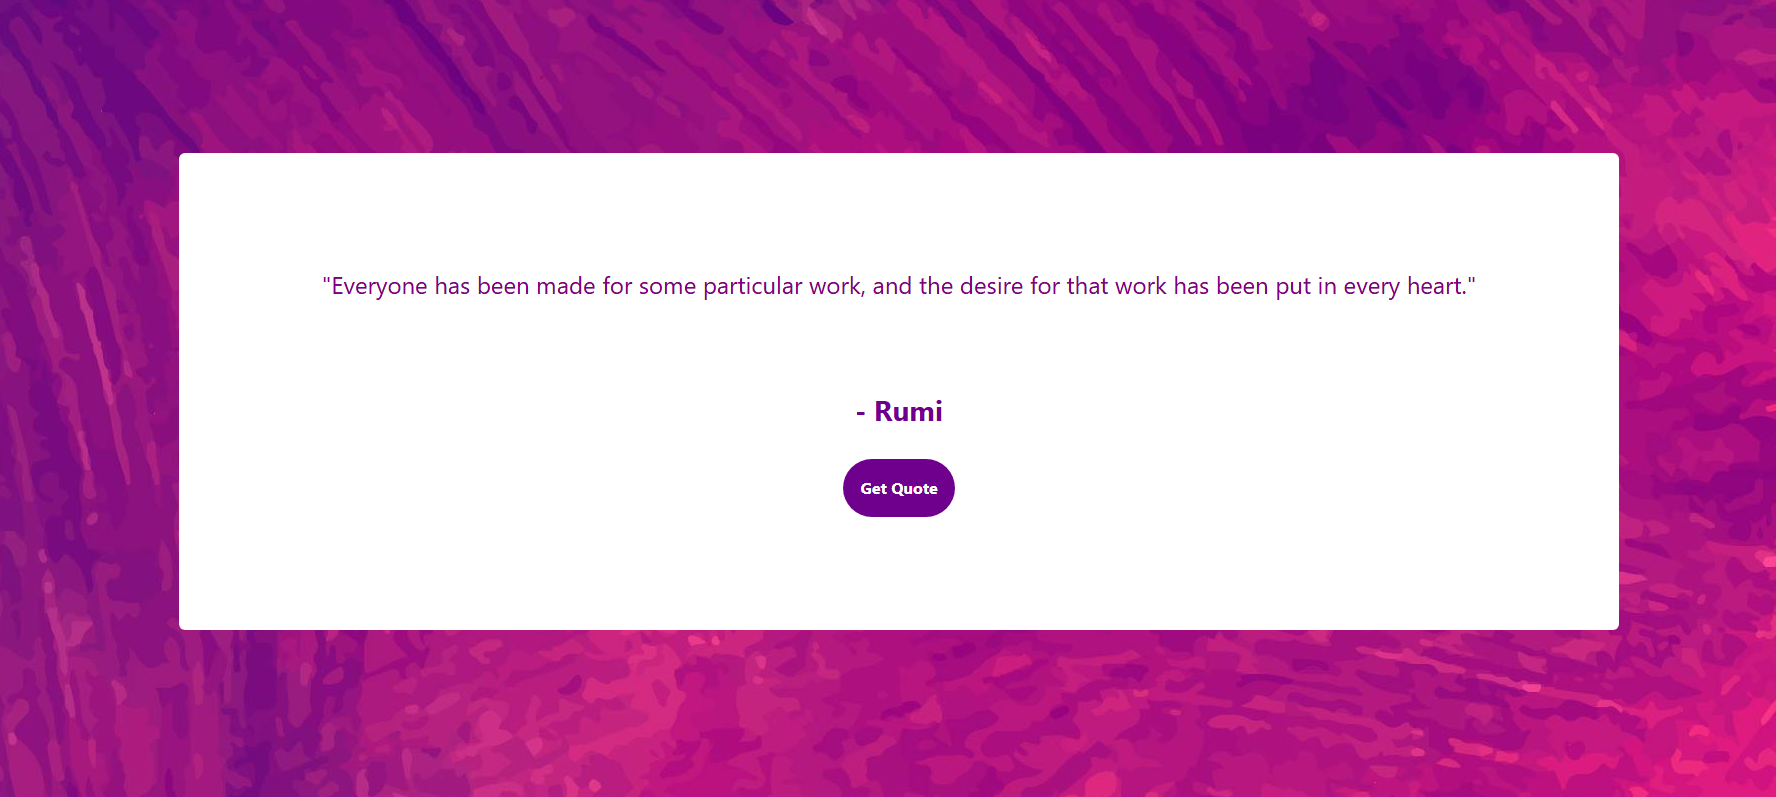 "Everyone has been made for some particular work, and the desire for that work has been put in every heart."
- Rumi
Get Quote